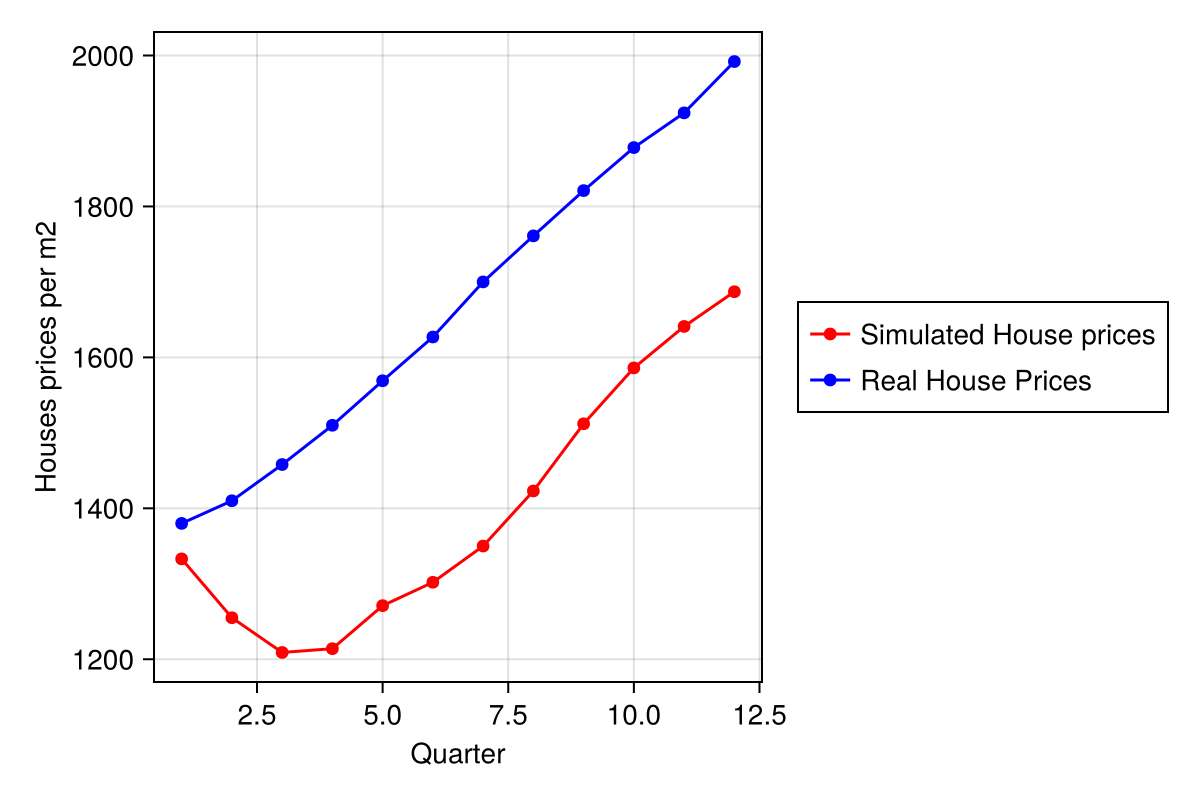 2000
1800
1600
1400
1200
Houses prices per m2
2.5 5.0 7.5 10.0 12.5
Quarter
Simulated House prices
Real House Prices